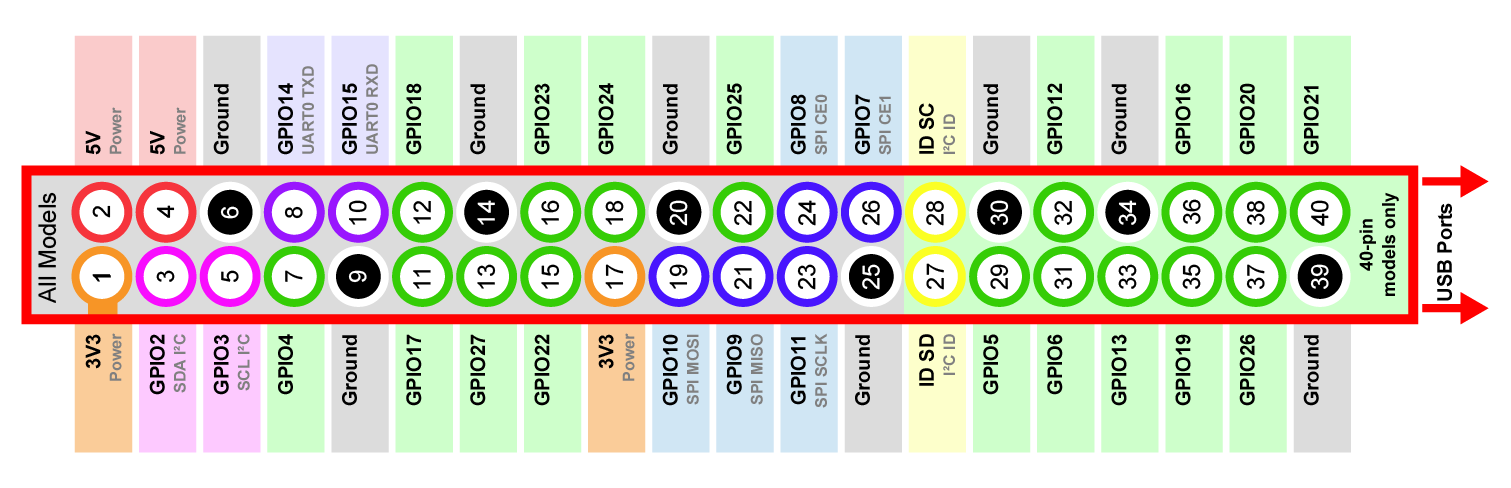 5V
Power
5V
Power
Ground
GPIO14
UART0 TXD
GPIO15
UART0 RXD
GPIO18
Ground
GPIO23
GPIO24
Ground
GPIO25
GPIO8
SPI CE0
GPIO7
SPI CE1
ID SC
I²C ID
Ground
GPIO12
Ground
GPIO16
GPIO20
GPIO21
All Models
2
4
6
8
10
12
14
16
18
20
22
24
26
28
30
32
34
36
38
40
1
3
5
7
9
11
13
15
17
19
21
23
25
27
29
31
33
35
37
39
40-pin
models only
USB Ports
3V3
Power
GPIO2
SDA I²C
GPIO3
SCL I²C
GPIO4
Ground
GPIO17
GPIO27
GPIO22
3V3
Power
GPIO10
SPI MOSI
GPIO9
SPI MISO
GPIO11
SPI SCLK
Ground
ID SD
I²C ID
GPIO5
GPIO6
GPIO13
GPIO19
GPIO26
Ground